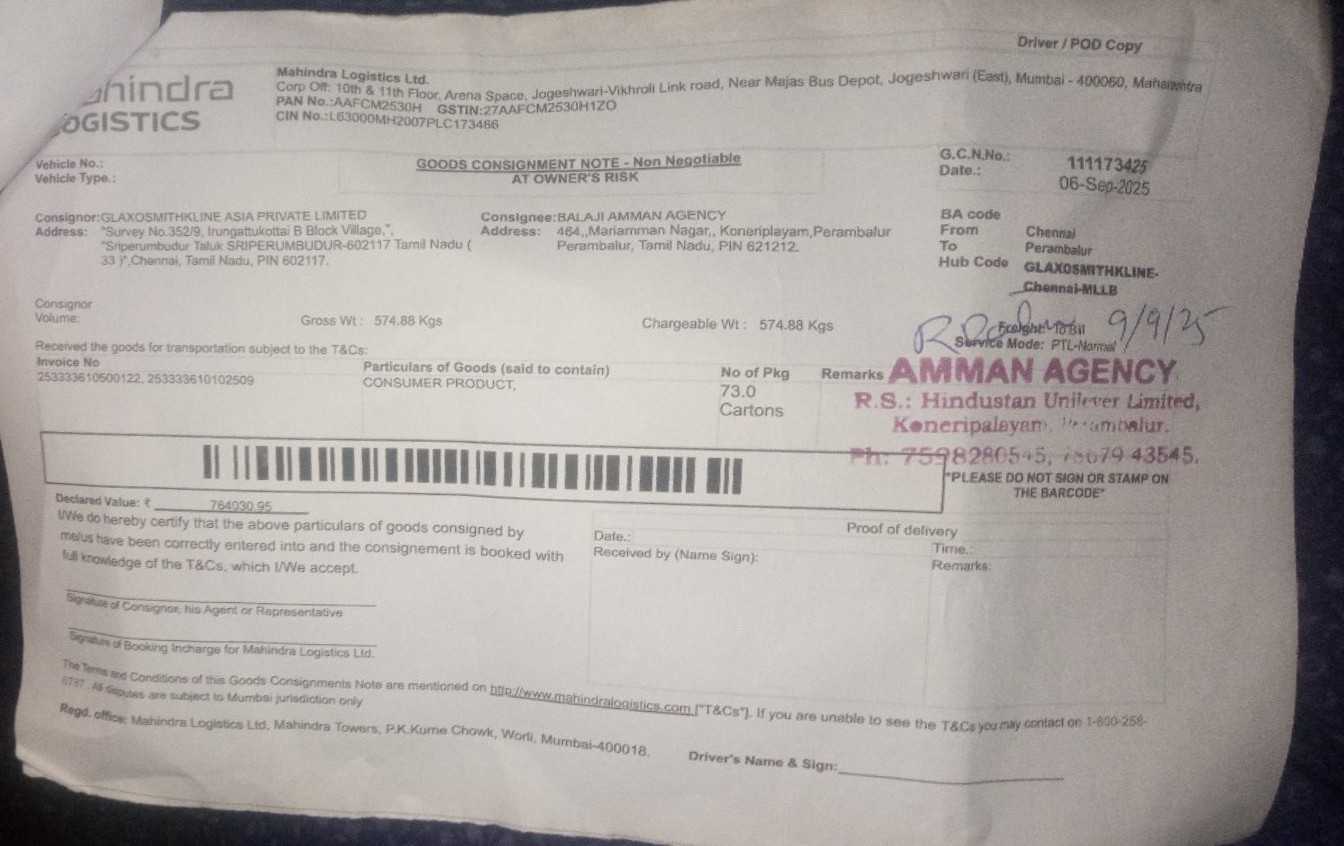 Driver / POD Copy
hindra
LOGISTICS
Mahindra Logistics Ltd.
Corp Off: 10th & 11th Floor, Arena Space, Jogeshwari-Vikhroli Link road, Near Majas Bus Depot, Jogeshwari (East), Mumbai - 400060, Maharashtra
PAN No.:AAFCM2530H GSTIN:27AAFCM2530H1ZO
CIN No.:L63000MH2007PLC173466
Vehicle No.:
Vehicle Type.:
GOODS CONSIGNMENT NOTE - Non Negotiable
AT OWNER'S RISK
G.C.N.No.: 111173425
Date.: 06-Sep-2025
Consignor:GLAXOSMITHKLINE ASIA PRIVATE LIMITED
Address: "Survey No.352/9, Irungattukottai B Block Village,",
"Sriperumbudur Taluk SRIPERUMBUDUR-602117 Tamil Nadu (
33 )",Chennai, Tamil Nadu, PIN 602117.
Consignee:BALAJI AMMAN AGENCY
Address: 464,,Mariamman Nagar,, Koneriplayam,Perambalur
Perambalur, Tamil Nadu, PIN 621212.
BA code
From Chennai
To Perambalur
Hub Code GLAXOSMITHKLINE-
Chennai-MLLB
Consignor
Volume:
Gross Wt : 574.88 Kgs
Chargeable Wt : 574.88 Kgs
Freight: To Bill
9/9/25
Service Mode: PTL-Normal
Received the goods for transportation subject to the T&Cs:
Invoice No
253333610500122, 253333610102509
Particulars of Goods (said to contain)
CONSUMER PRODUCT,
No of Pkg
73.0
Cartons
Remarks
AMMAN AGENCY
R.S.: Hindustan Unilever Limited,
Koneripalayam, Perambalur.
Ph: 7598280545, 43545.
*PLEASE DO NOT SIGN OR STAMP ON
THE BARCODE*
Declared Value: ₹ 764030.95
I/We do hereby certify that the above particulars of goods consigned by
me/us have been correctly entered into and the consignement is booked with
full knowledge of the T&Cs, which I/We accept.
Proof of delivery
Date.:
Time.:
Received by (Name Sign):
Remarks:
Signature of Consignor, his Agent or Representative
Signature of Booking Incharge for Mahindra Logistics Ltd.
The Terms and Conditions of this Goods Consignments Note are mentioned on http://www.mahindralogistics.com ["T&Cs"]. If you are unable to see the T&Cs you may contact on 1-800-258-
6787 . All disputes are subject to Mumbai jurisdiction only
Regd. office: Mahindra Logistics Ltd, Mahindra Towers, P.K.Kurne Chowk, Worli, Mumbai-400018.
Driver's Name & Sign: